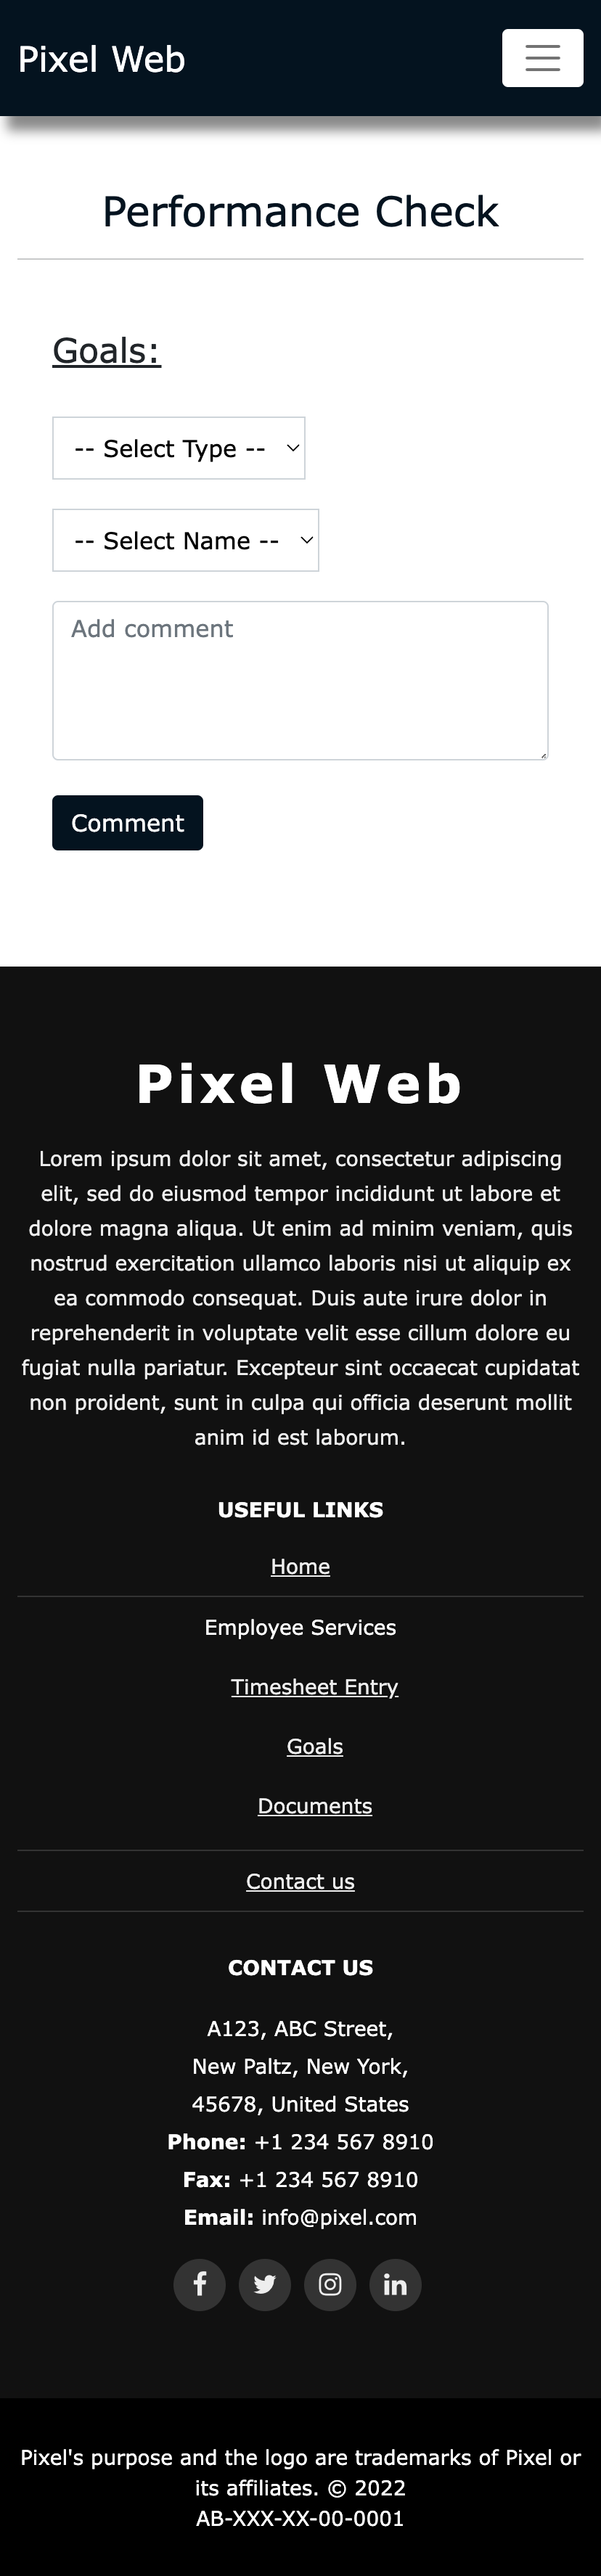 Pixel Web
Performance Check
Goals:
-- Select Type --
-- Select Name --
Add comment
Comment
Pixel Web
Lorem ipsum dolor sit amet, consectetur adipiscing
elit, sed do eiusmod tempor incididunt ut labore et
dolore magna aliqua. Ut enim ad minim veniam, quis
nostrud exercitation ullamco laboris nisi ut aliquip ex
ea commodo consequat. Duis aute irure dolor in
reprehenderit in voluptate velit esse cillum dolore eu
fugiat nulla pariatur. Excepteur sint occaecat cupidatat
non proident, sunt in culpa qui officia deserunt mollit
anim id est laborum.
USEFUL LINKS
Home
Employee Services
Timesheet Entry
Goals
Documents
Contact us
CONTACT US
A123, ABC Street,
New Paltz, New York,
45678, United States
Phone: +1 234 567 8910
Fax: +1 234 567 8910
Email: info@pixel.com
Pixel's purpose and the logo are trademarks of Pixel or
its affiliates. © 2022
AB-XXX-XX-00-0001